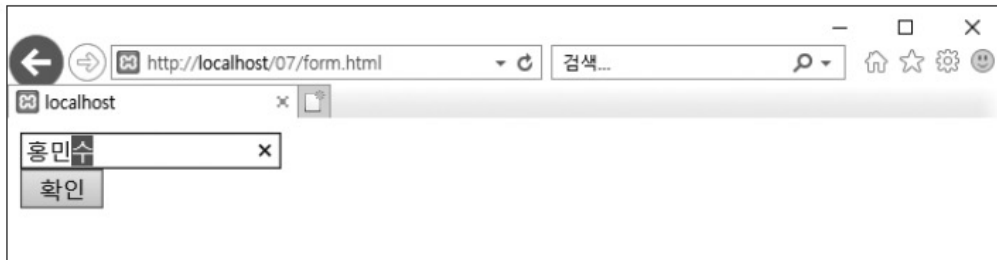 http://localhost/07/form.html 검색...
localhost
홍민수
확인